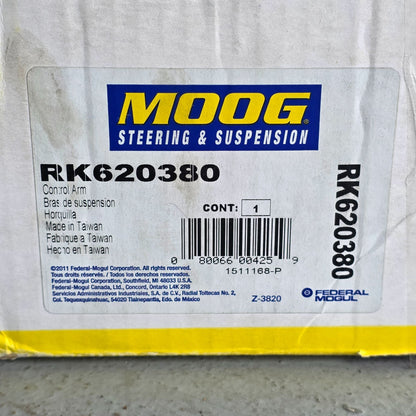 MOOG
STEERING & SUSPENSION
RK620380
Control Arm
Bras de suspension
Horquilla
Made in Taiwan
Fabriqué à Taiwan
Hecho en Taiwan
CONT: 1
0 80066 00425 9
1511168-P
©2011 Federal-Mogul Corporation. All rights reserved.
Tous droits réservés. / Todos los derechos reservados.
Federal-Mogul Corporation, Southfield, MI 48033 U.S.A.
Federal-Mogul Canada, Ltd., Concord, Ontario L4K 2S8
Servicios Administrativos Industriales, S.A. de C.V., Radial Toltecas No. 2,
Col. Tequesquinahuac, 54020 Tlalnepantla, Edo. de México
Z-3820
FEDERAL
MOGUL
RK620380